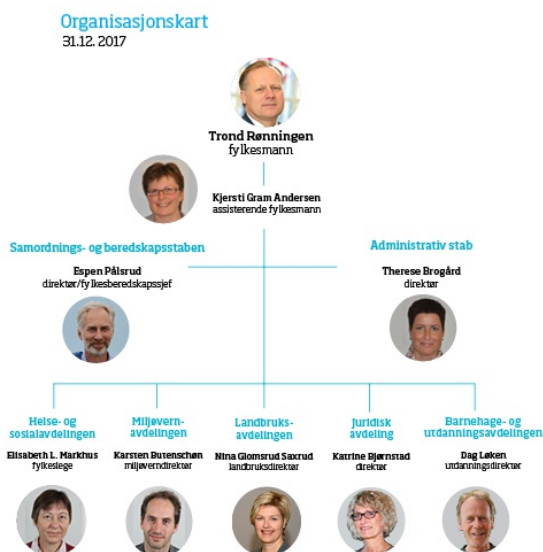 Organisasjonskart
31.12. 2017
Trond Rønningen
fylkesmann
Kjersti Gram Andersen
assisterende fylkesmann
Samordnings- og beredskapsstaben
Espen Pålsrud
direktør/fylkesberedskapssjef
Administrativ stab
Therese Brogård
direktør
Helse- og
sosialavdelingen
Elisabeth L. Markhus
fylkeslege
Miljøvern-
avdelingen
Karsten Butenschøn
miljøverndirektør
Landbruks-
avdelingen
Nina Glomsrud Saxrud
landbruksdirektør
Juridisk
avdeling
Katrine Bjørnstad
direktør
Barnehage- og
utdanningsavdelingen
Dag Løken
utdanningsdirektør